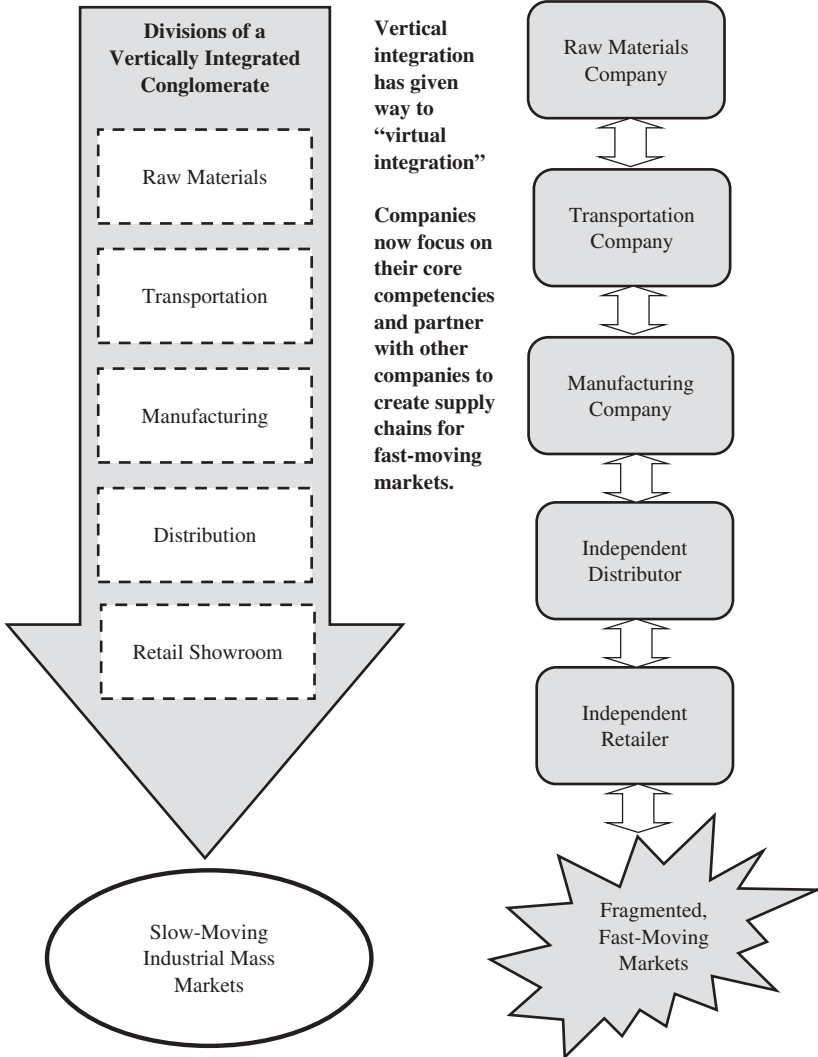 Divisions of a
Vertically Integrated
Conglomerate
Raw Materials
Transportation
Manufacturing
Distribution
Retail Showroom
Slow-Moving
Industrial Mass
Markets
Vertical
integration
has given
way to
“virtual
integration”
Companies
now focus on
their core
competencies
and partner
with other
companies to
create supply
chains for
fast-moving
markets.
Raw Materials
Company
Transportation
Company
Manufacturing
Company
Independent
Distributor
Independent
Retailer
Fragmented,
Fast-Moving
Markets